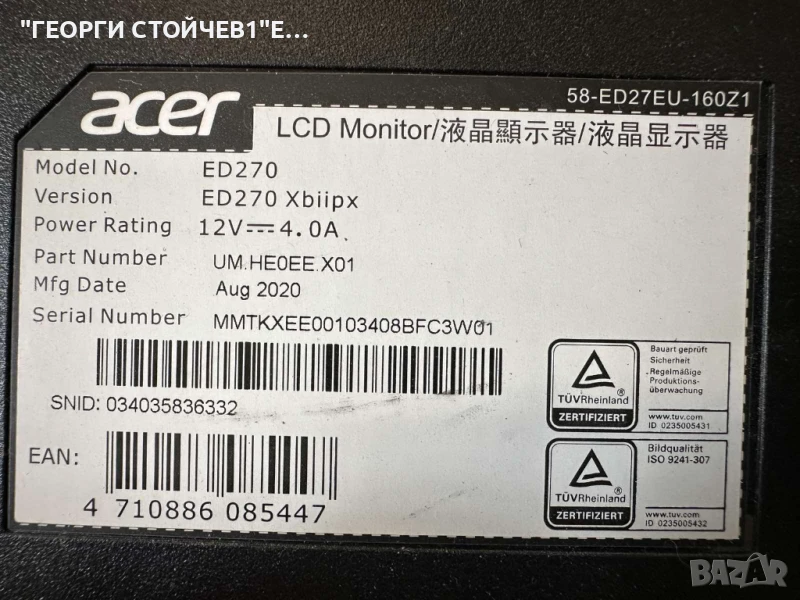 "ГЕОРГИ СТОЙЧЕВ1"Е...
58-ED27EU-160Z1
acer
LCD Monitor/液晶顯示器/液晶显示器
Model No. ED270
Version ED270 Xbiipx
Power Rating 12V⎓4.0A
Part Number UM.HE0EE.X01
Mfg Date Aug 2020
Serial Number MMTKXEE00103408BFC3W01
SNID: 034035836332
EAN:
4 710886 085447
TÜVRheinland
ZERTIFIZIERT
Bauart geprüft
Sicherheit
Regelmäßige
Produktions-
überwachung
www.tuv.com
ID 0235005431
TÜVRheinland
ZERTIFIZIERT
Bildqualität
ISO 9241-307
www.tuv.com
ID 0235005432
BAZAR